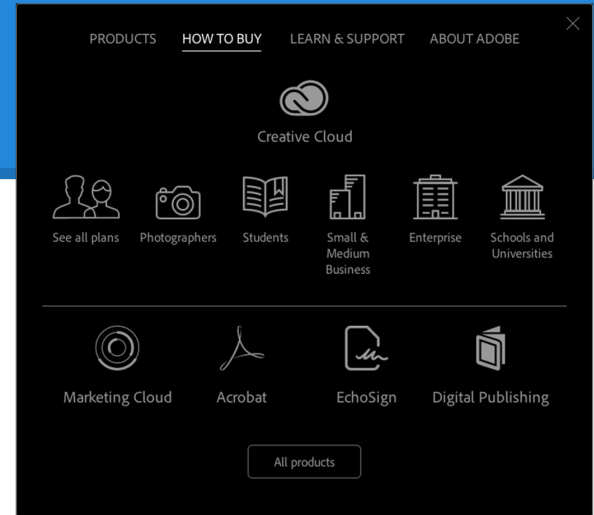 PRODUCTS HOW TO BUY LEARN & SUPPORT ABOUT ADOBE
Creative Cloud
See all plans
Photographers
Students
Small &
Medium
Business
Enterprise
Schools and
Universities
Marketing Cloud
Acrobat
EchoSign
Digital Publishing
All products